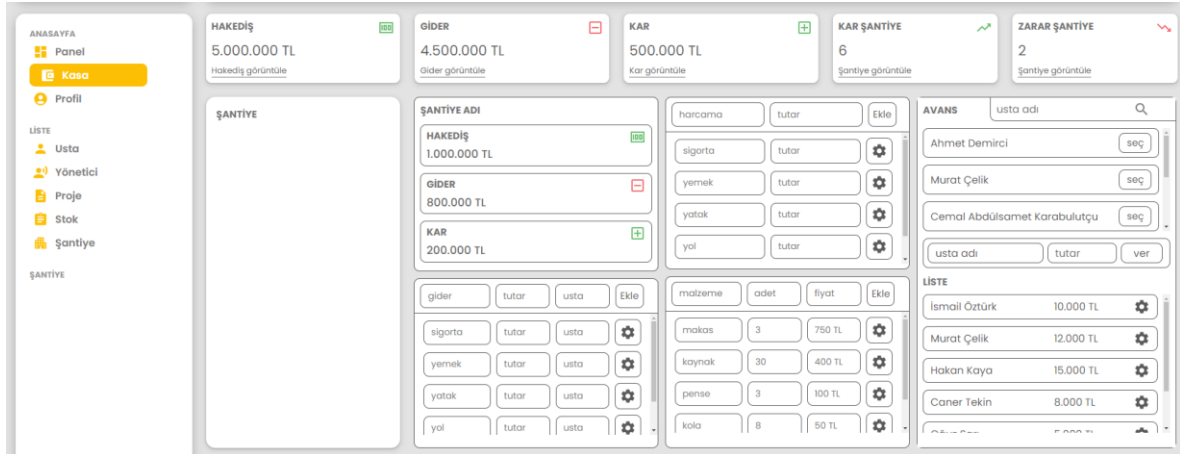 ANASAYFA
Panel
Kasa
Profil
LİSTE
Usta
Yönetici
Proje
Stok
Şantiye
ŞANTİYE
HAKEDİŞ
5.000.000 TL
Hakediş görüntüle
GİDER
4.500.000 TL
Gider görüntüle
KAR
500.000 TL
Kar görüntüle
KAR ŞANTİYE
6
Şantiye görüntüle
ZARAR ŞANTİYE
2
Şantiye görüntüle
ŞANTİYE
ŞANTİYE ADI
HAKEDİŞ
1.000.000 TL
GİDER
800.000 TL
KAR
200.000 TL
gider tutar usta Ekle
sigorta tutar usta
yemek tutar usta
yatak tutar usta
yol tutar usta
harcama tutar Ekle
sigorta tutar
yemek tutar
yatak tutar
yol tutar
malzeme adet fiyat Ekle
makas 3 750 TL
kaynak 30 400 TL
pense 3 100 TL
kola 8 50 TL
AVANS usta adı
Ahmet Demirci seç
Murat Çelik seç
Cemal Abdülsamet Karabulutçu seç
usta adı tutar ver
LİSTE
İsmail Öztürk 10.000 TL
Murat Çelik 12.000 TL
Hakan Kaya 15.000 TL
Caner Tekin 8.000 TL